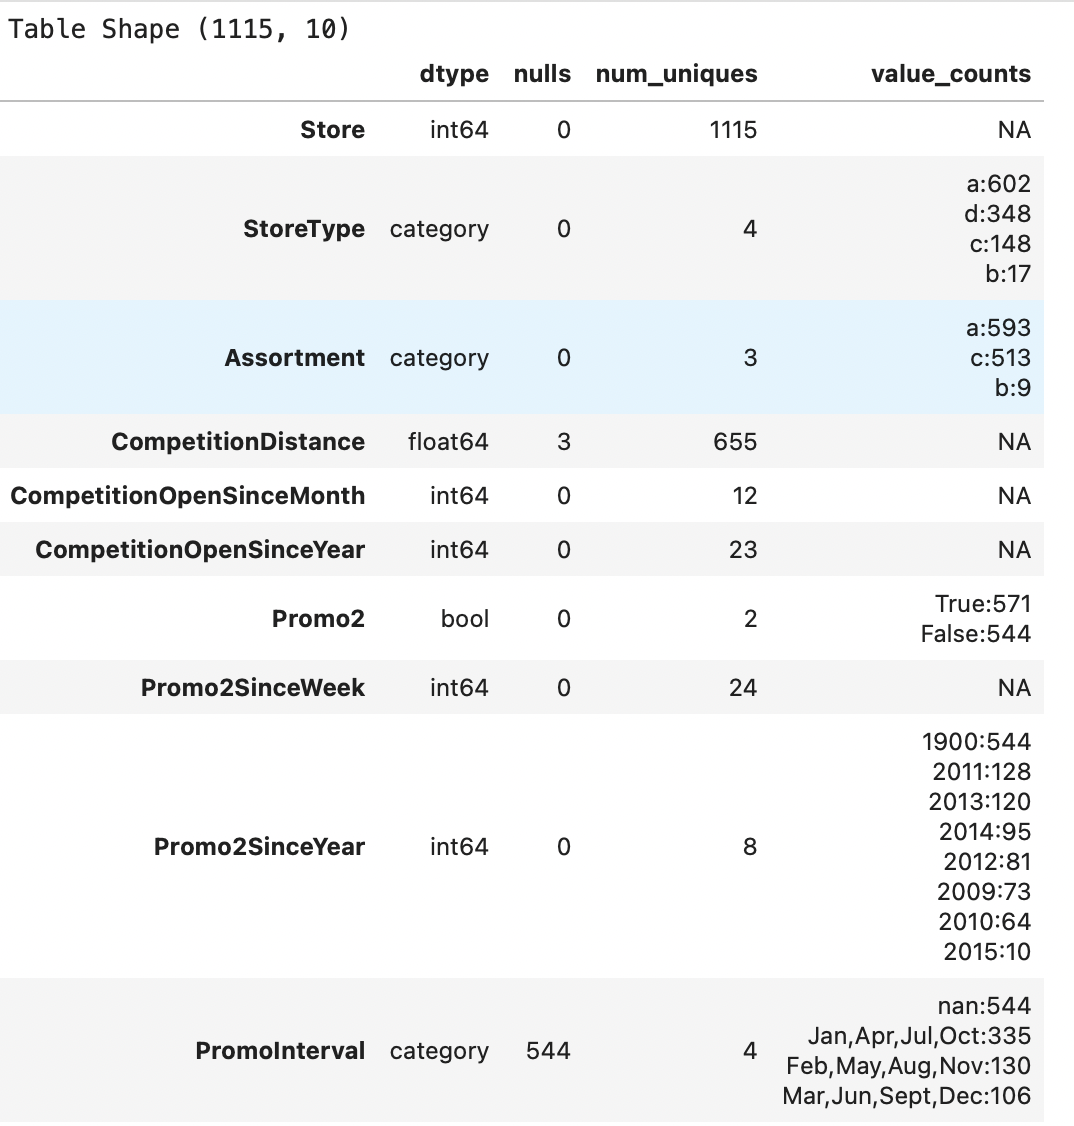 Table Shape (1115, 10)
dtype nulls num_uniques value_counts
Store int64 0 1115 NA
StoreType category 0 4 a:602
d:348
c:148
b:17
Assortment category 0 3 a:593
c:513
b:9
CompetitionDistance float64 3 655 NA
CompetitionOpenSinceMonth int64 0 12 NA
CompetitionOpenSinceYear int64 0 23 NA
Promo2 bool 0 2 True:571
False:544
Promo2SinceWeek int64 0 24 NA
Promo2SinceYear int64 0 8 1900:544
2011:128
2013:120
2014:95
2012:81
2009:73
2010:64
2015:10
PromoInterval category 544 4 nan:544
Jan,Apr,Jul,Oct:335
Feb,May,Aug,Nov:130
Mar,Jun,Sept,Dec:106